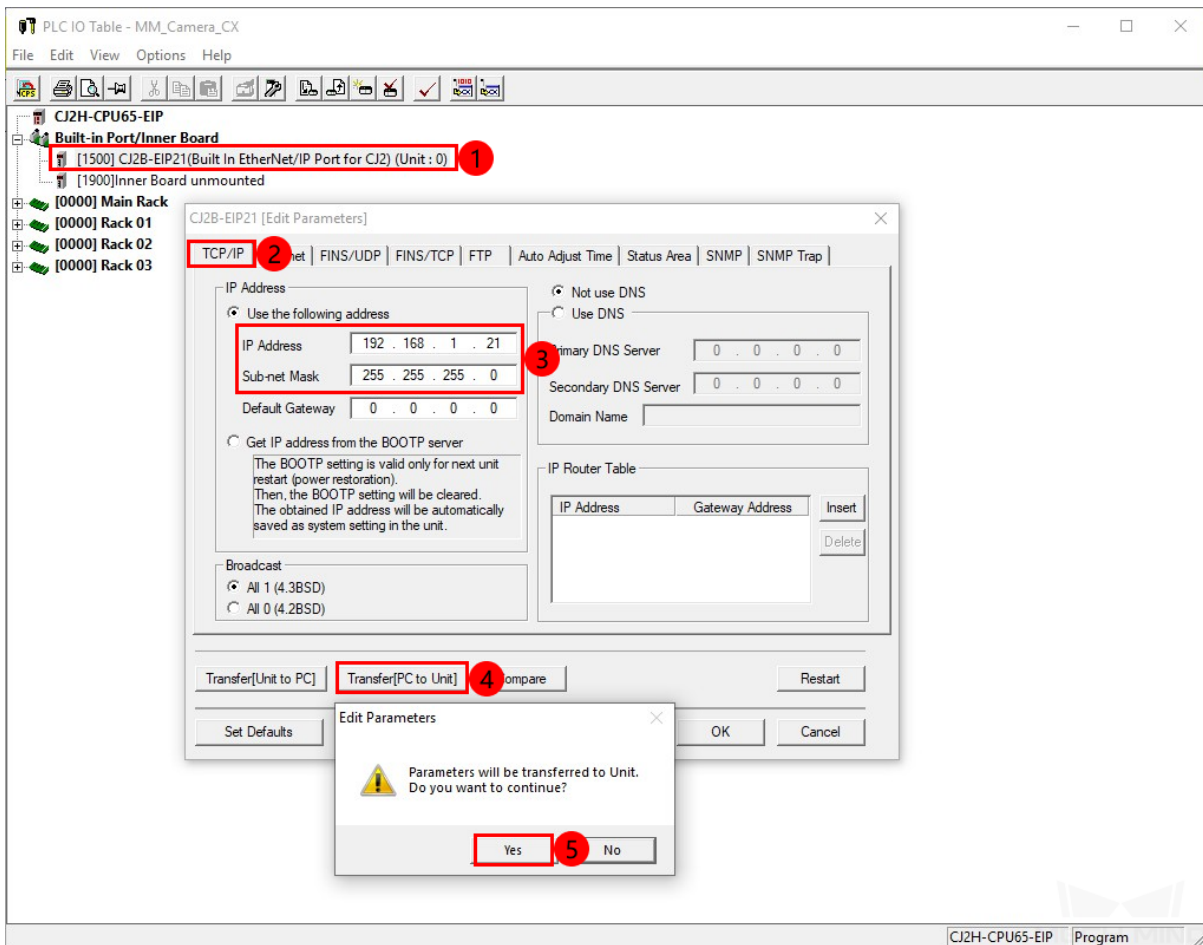 PLC IO Table - MM_Camera_CX
File Edit View Options Help
CJ2H-CPU65-EIP
Built-in Port/Inner Board
[1500] CJ2B-EIP21(Built In EtherNet/IP Port for CJ2) (Unit : 0)
1
[1900]Inner Board unmounted
[0000] Main Rack
[0000] Rack 01
[0000] Rack 02
[0000] Rack 03
CJ2B-EIP21 [Edit Parameters]
TCP/IP 2 net FINS/UDP FINS/TCP FTP Auto Adjust Time Status Area SNMP SNMP Trap
IP Address
Use the following address
IP Address 192 . 168 . 1 . 21
Sub-net Mask 255 . 255 . 255 . 0
3
Default Gateway 0 . 0 . 0 . 0
Get IP address from the BOOTP server
The BOOTP setting is valid only for next unit
restart (power restoration).
Then, the BOOTP setting will be cleared.
The obtained IP address will be automatically
saved as system setting in the unit.
Broadcast
All 1 (4.3BSD)
All 0 (4.2BSD)
Not use DNS
Use DNS
Primary DNS Server 0 . 0 . 0 . 0
Secondary DNS Server 0 . 0 . 0 . 0
Domain Name
IP Router Table
IP Address Gateway Address Insert
Delete
Transfer[Unit to PC] Transfer[PC to Unit] 4 ompare Restart
Set Defaults OK Cancel
Edit Parameters
Parameters will be transferred to Unit.
Do you want to continue?
Yes 5 No
CJ2H-CPU65-EIP Program